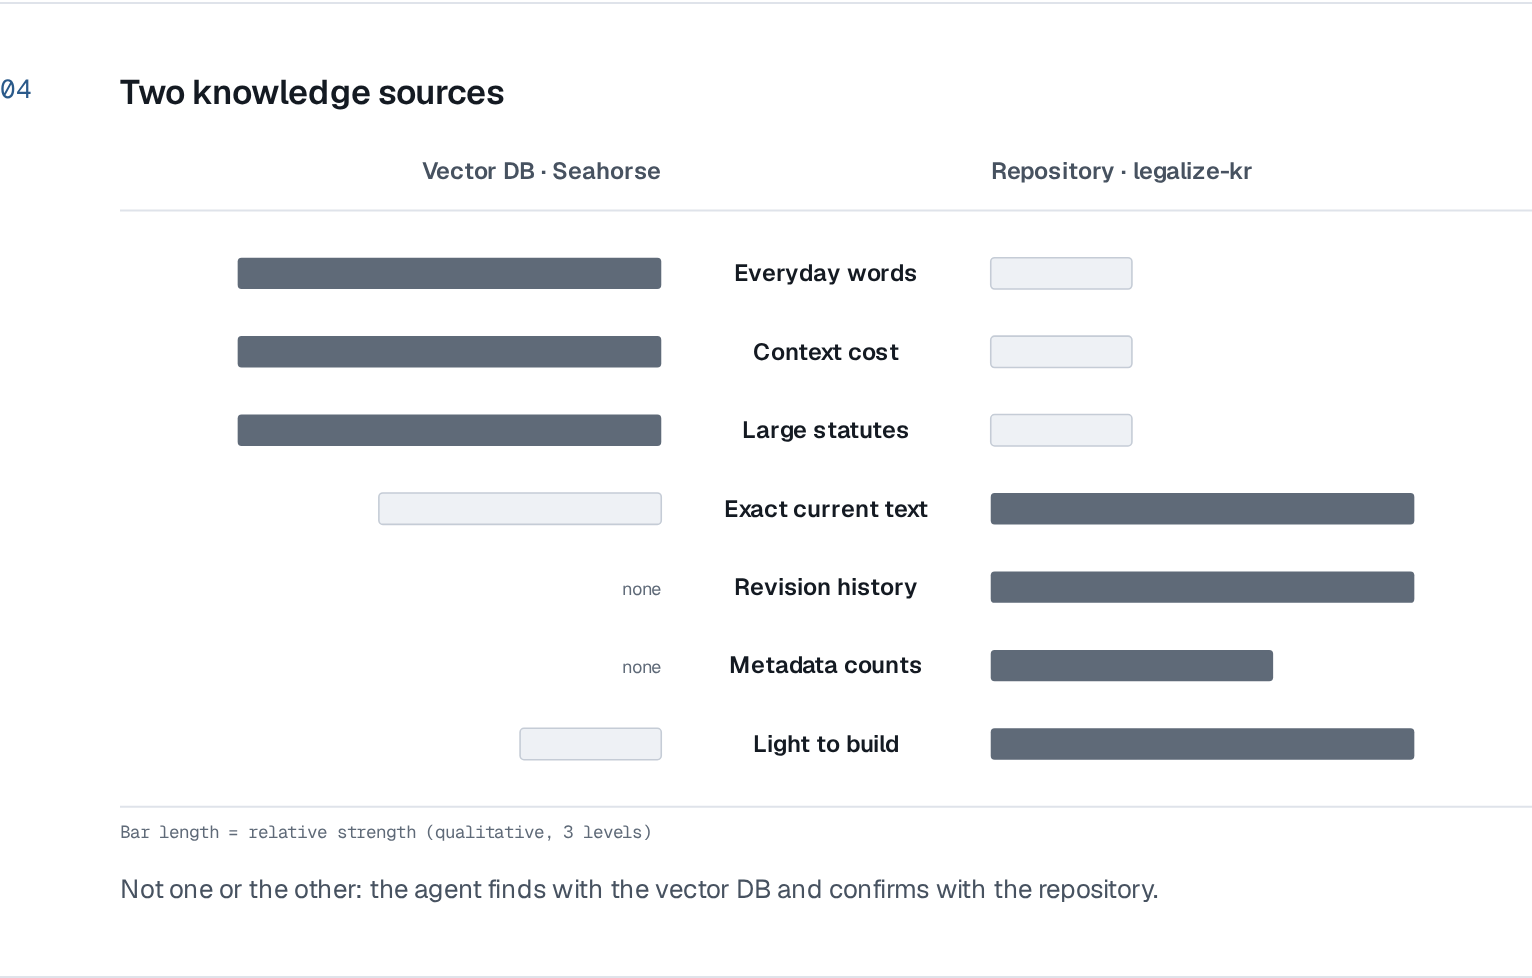 04
Two knowledge sources
Vector DB · Seahorse
Repository · legalize-kr
Everyday words
Context cost
Large statutes
Exact current text
none
Revision history
none
Metadata counts
Light to build
Bar length = relative strength (qualitative, 3 levels)
Not one or the other: the agent finds with the vector DB and confirms with the repository.